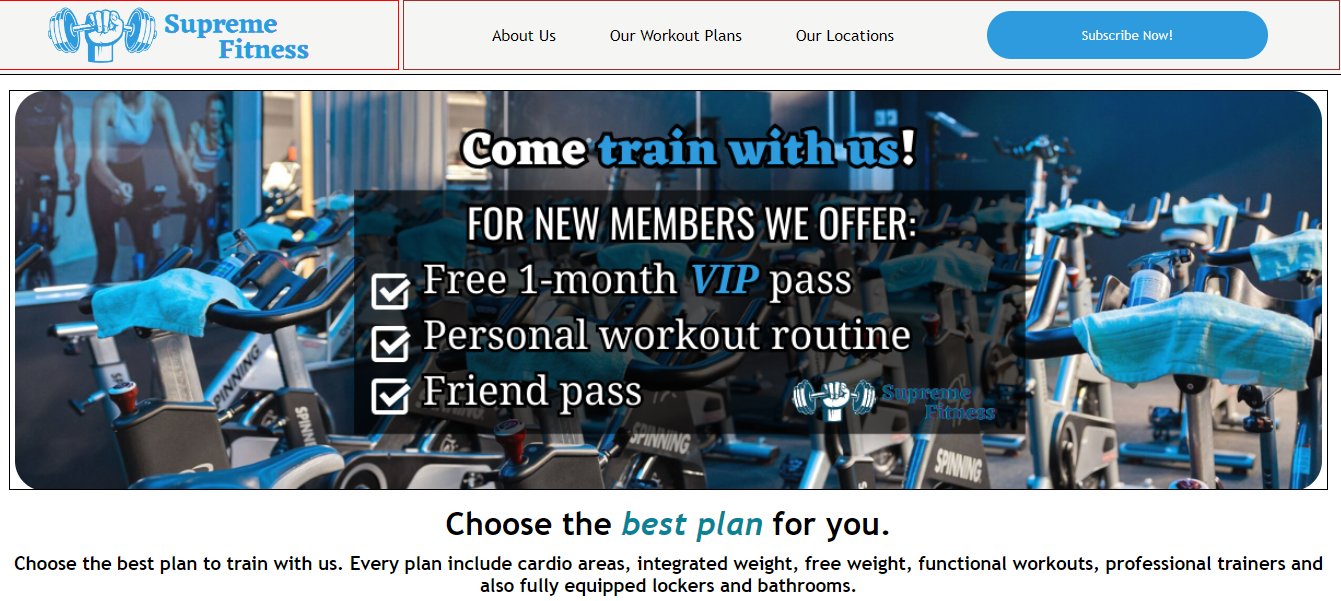 Supreme
Fitness
About Us
Our Workout Plans
Our Locations
Subscribe Now!
Come train with us!
FOR NEW MEMBERS WE OFFER:
Free 1-month VIP pass
Personal workout routine
Friend pass
Supreme
Fitness
SPINNING
SPINNING
SPINNING
SPINNING
Choose the best plan for you.
Choose the best plan to train with us. Every plan include cardio areas, integrated weight, free weight, functional workouts, professional trainers and
also fully equipped lockers and bathrooms.